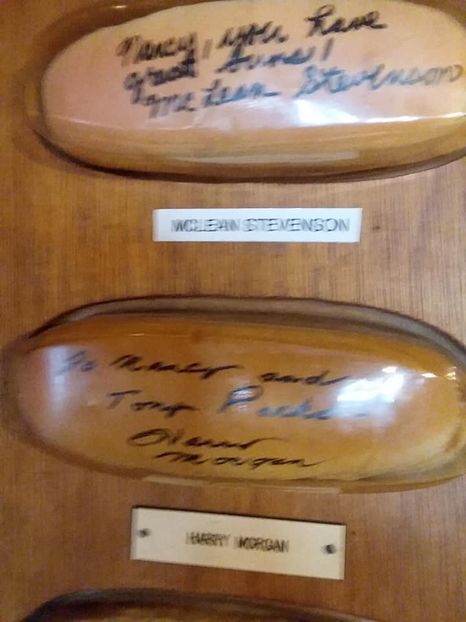 Nancy, you have
great buns!
McLean Stevenson
MCLEAN STEVENSON
To Nancy and
Tony Packo
Harry
Morgan
HARRY MORGAN